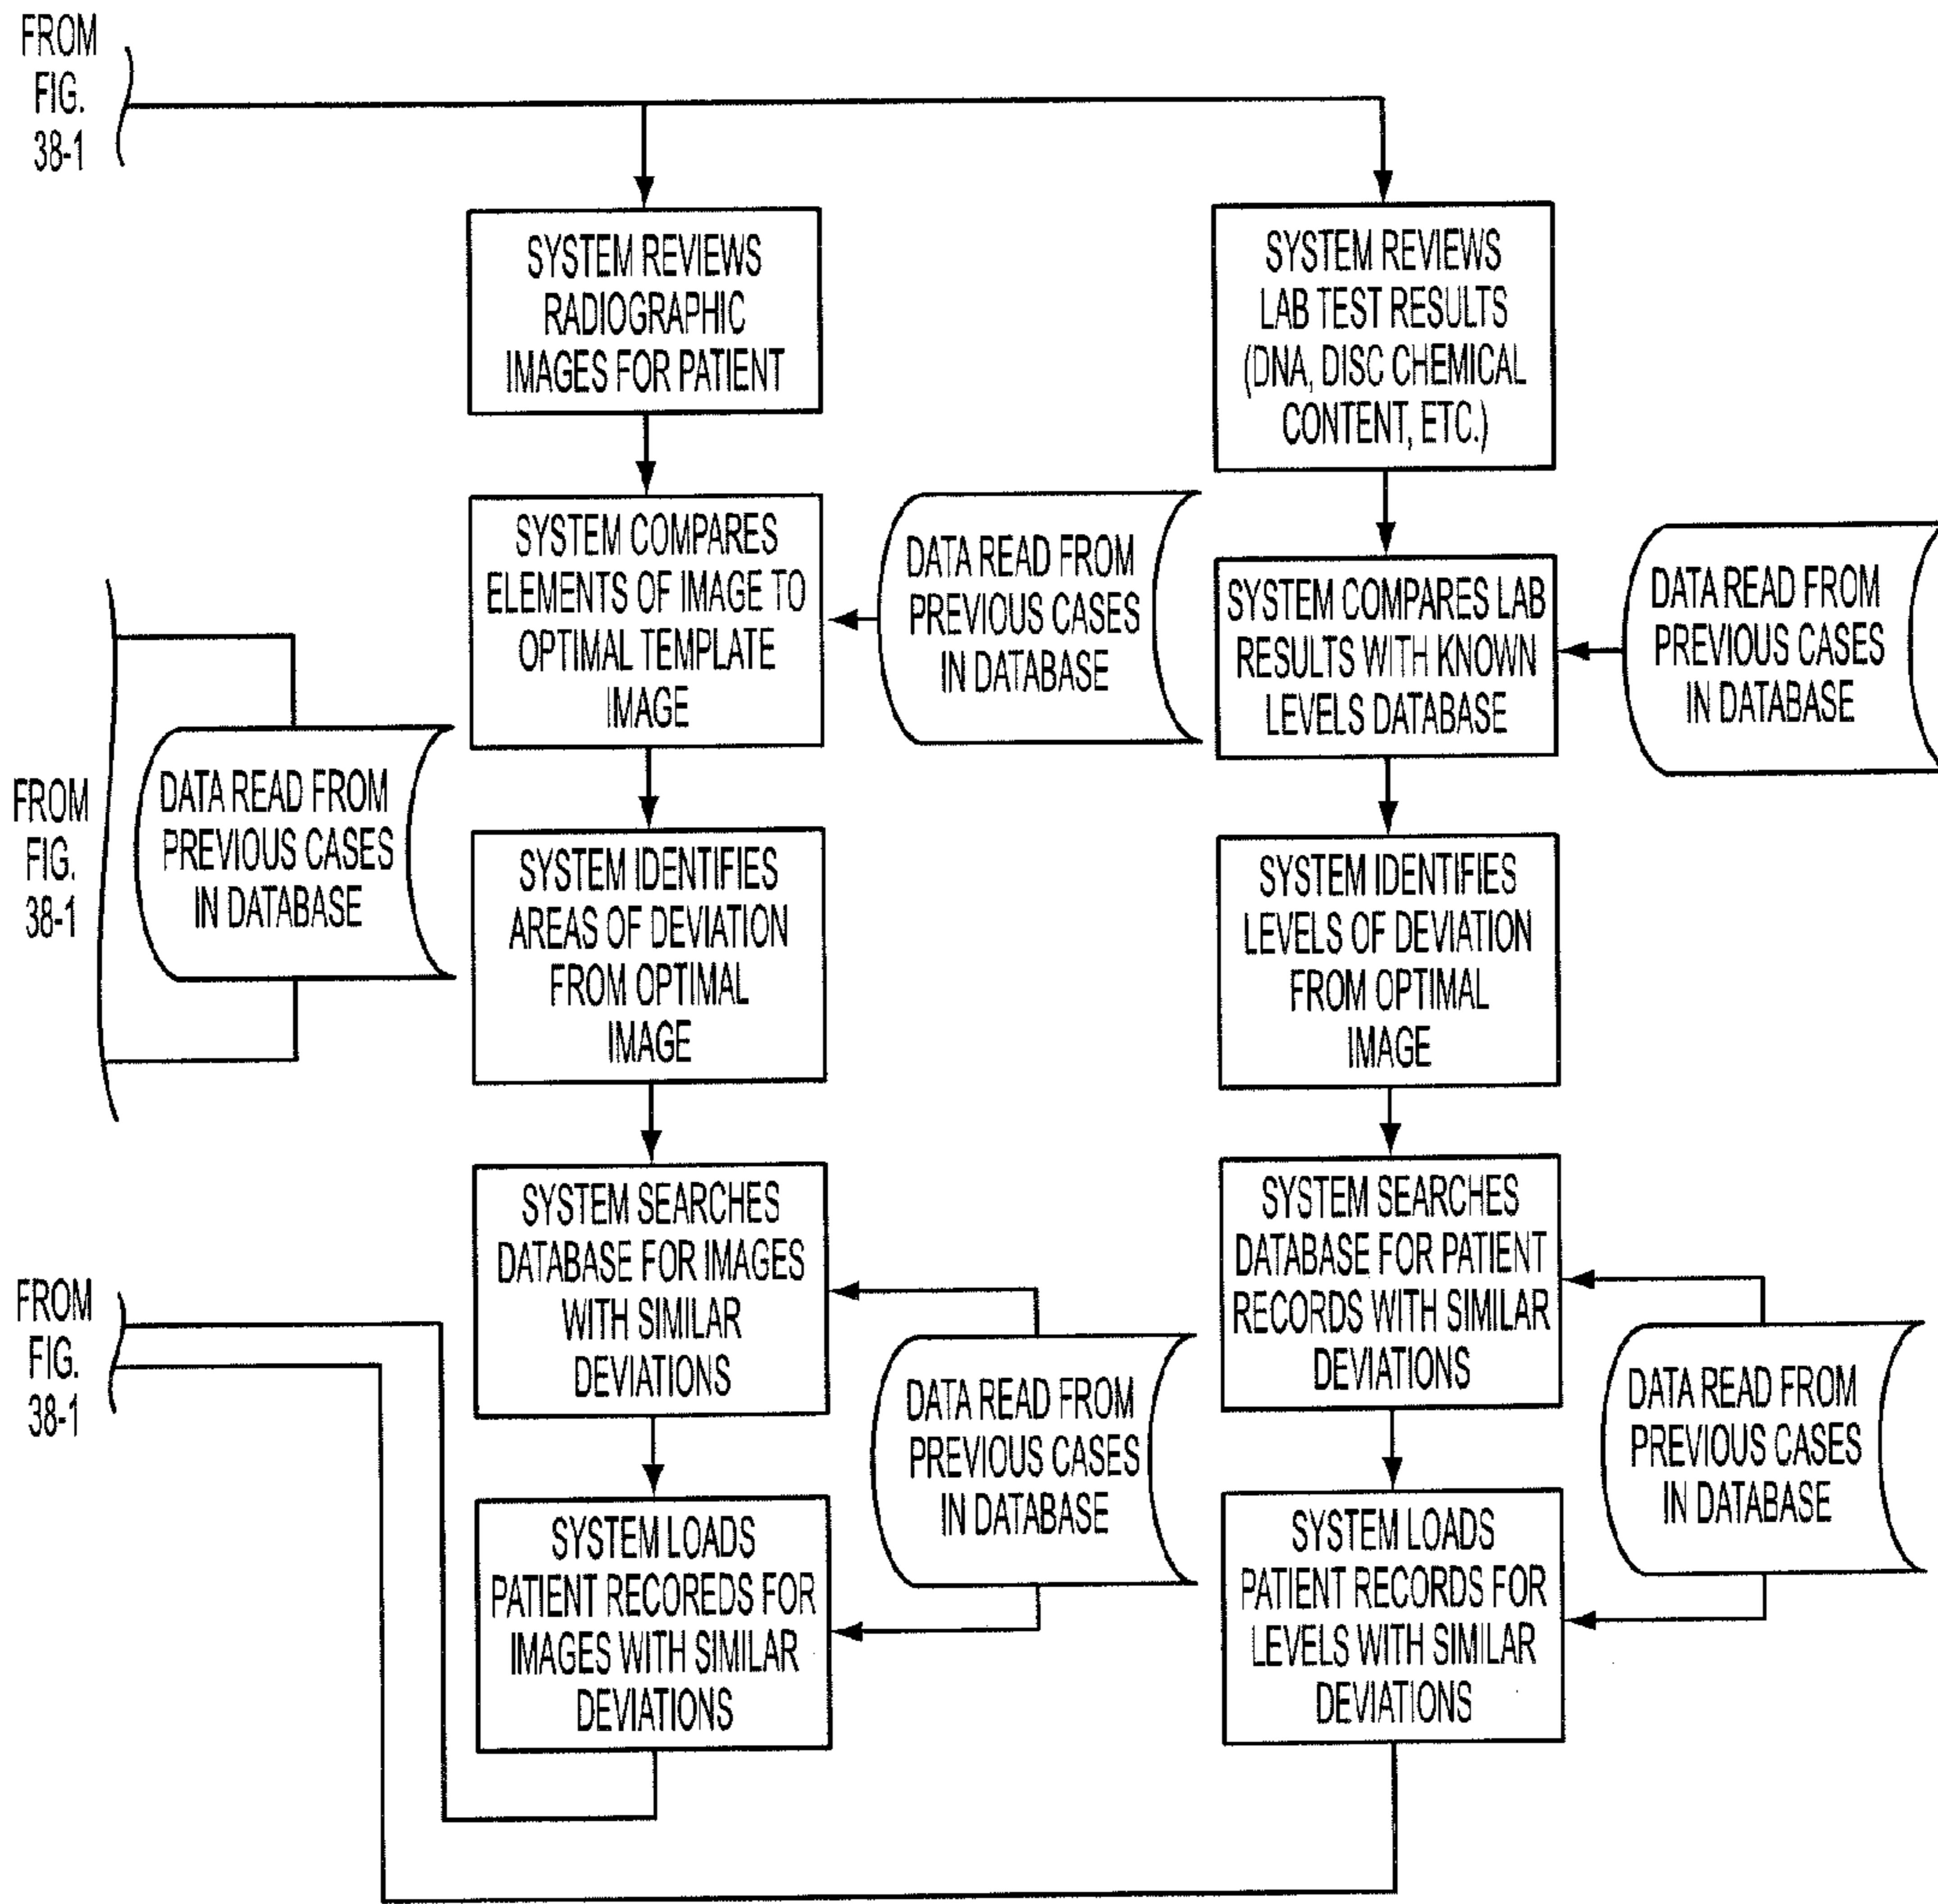 FROM
FIG.
38-1
SYSTEM REVIEWS
RADIOGRAPHIC
IMAGES FOR PATIENT
SYSTEM REVIEWS
LAB TEST RESULTS
(DNA, DISC CHEMICAL
CONTENT, ETC.)
SYSTEM COMPARES
ELEMENTS OF IMAGE TO
OPTIMAL TEMPLATE
IMAGE
DATA READ FROM
PREVIOUS CASES
IN DATABASE
SYSTEM COMPARES LAB
RESULTS WITH KNOWN
LEVELS DATABASE
DATA READ FROM
PREVIOUS CASES
IN DATABASE
FROM
FIG.
38-1
DATA READ FROM
PREVIOUS CASES
IN DATABASE
SYSTEM IDENTIFIES
AREAS OF DEVIATION
FROM OPTIMAL
IMAGE
SYSTEM IDENTIFIES
LEVELS OF DEVIATION
FROM OPTIMAL
IMAGE
SYSTEM SEARCHES
DATABASE FOR IMAGES
WITH SIMILAR
DEVIATIONS
SYSTEM SEARCHES
DATABASE FOR PATIENT
RECORDS WITH SIMILAR
DEVIATIONS
FROM
FIG.
38-1
DATA READ FROM
PREVIOUS CASES
IN DATABASE
DATA READ FROM
PREVIOUS CASES
IN DATABASE
SYSTEM LOADS
PATIENT RECOREDS FOR
IMAGES WITH SIMILAR
DEVIATIONS
SYSTEM LOADS
PATIENT RECORDS FOR
LEVELS WITH SIMILAR
DEVIATIONS